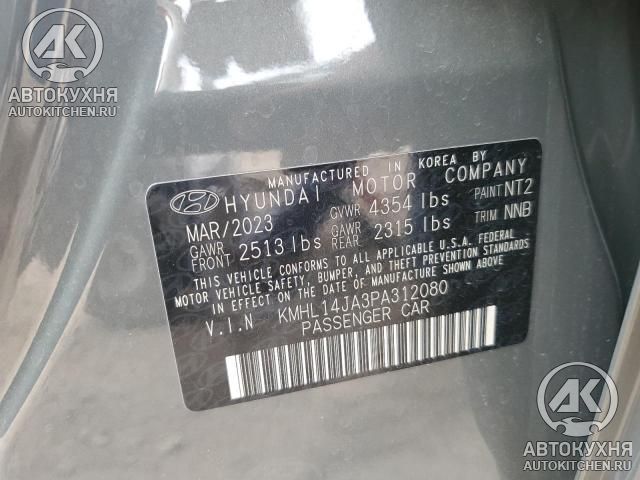 AK
АВТОКУХНЯ
AUTOKITCHEN.RU
MANUFACTURED IN KOREA BY
HYUNDAI MOTOR COMPANY
MAR/2023 GVWR 4354 lbs PAINT NT2
GAWR FRONT 2513 lbs GAWR REAR 2315 lbs TRIM NNB
THIS VEHICLE CONFORMS TO ALL APPLICABLE U.S.A. FEDERAL
MOTOR VEHICLE SAFETY, BUMPER, AND THEFT PREVENTION STANDARDS
IN EFFECT ON THE DATE OF MANUFACTURE SHOWN ABOVE.
V.I.N KMHL14JA3PA312080
PASSENGER CAR
AK
АВТОКУХНЯ
AUTOKITCHEN.RU